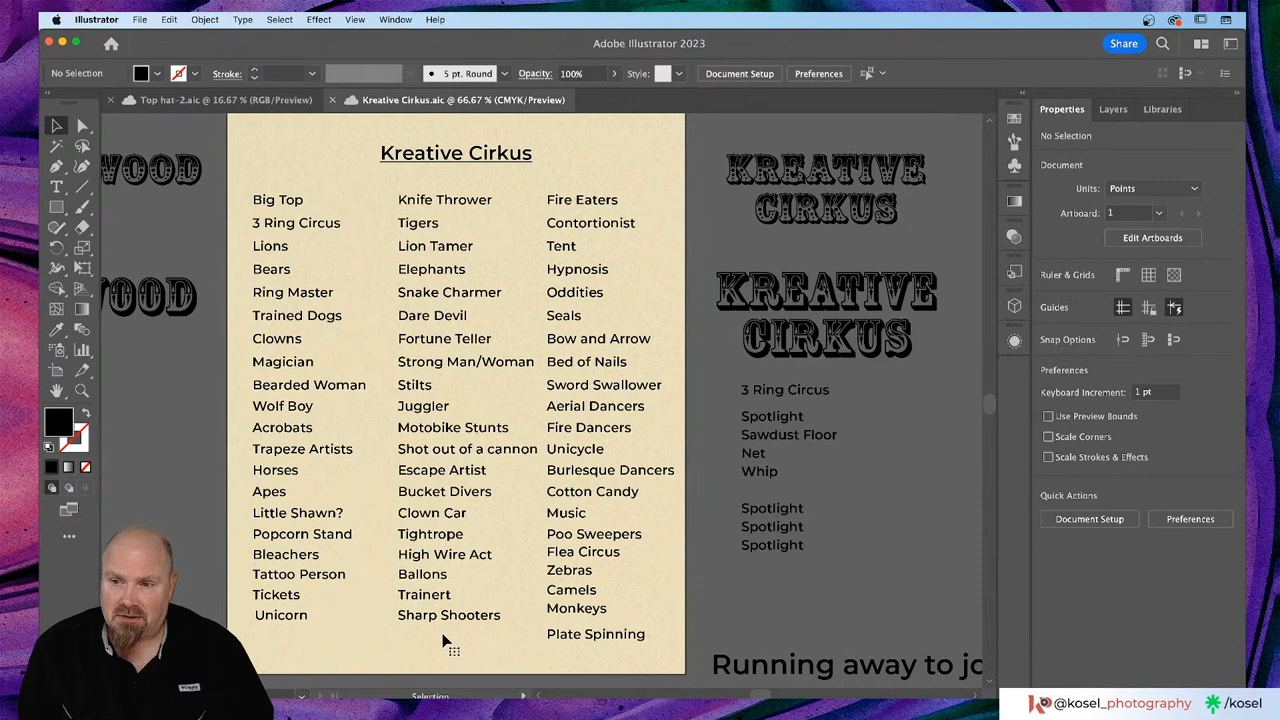 Illustrator File Edit Object Type Select Effect View Window Help
Adobe Illustrator 2023
Share
No Selection
Stroke:
5 pt. Round
Opacity: 100%
Style:
Document Setup
Preferences
Top hat-2.aic @ 16.67 % (RGB/Preview)
Kreative Cirkus.aic @ 66.67 % (CMYK/Preview)
WOOD
WOOD
Kreative Cirkus
Big Top
3 Ring Circus
Lions
Bears
Ring Master
Trained Dogs
Clowns
Magician
Bearded Woman
Wolf Boy
Acrobats
Trapeze Artists
Horses
Apes
Little Shawn?
Popcorn Stand
Bleachers
Tattoo Person
Tickets
Unicorn
Knife Thrower
Tigers
Lion Tamer
Elephants
Snake Charmer
Dare Devil
Fortune Teller
Strong Man/Woman
Stilts
Juggler
Motobike Stunts
Shot out of a cannon
Escape Artist
Bucket Divers
Clown Car
Tightrope
High Wire Act
Ballons
Trainert
Sharp Shooters
Fire Eaters
Contortionist
Tent
Hypnosis
Oddities
Seals
Bow and Arrow
Bed of Nails
Sword Swallower
Aerial Dancers
Fire Dancers
Unicycle
Burlesque Dancers
Cotton Candy
Music
Poo Sweepers
Flea Circus
Zebras
Camels
Monkeys
Plate Spinning
KREATIVE
CIRKUS
KREATIVE
CIRKUS
3 Ring Circus
Spotlight
Sawdust Floor
Net
Whip
Spotlight
Spotlight
Spotlight
Running away to jo
Selection
Properties
Layers
Libraries
No Selection
Document
Units: Points
Artboard: 1
Edit Artboards
Ruler & Grids
Guides
Snap Options
Preferences
Keyboard Increment: 1 pt
Use Preview Bounds
Scale Corners
Scale Strokes & Effects
Quick Actions
Document Setup
Preferences
@kosel_photography
/kosel